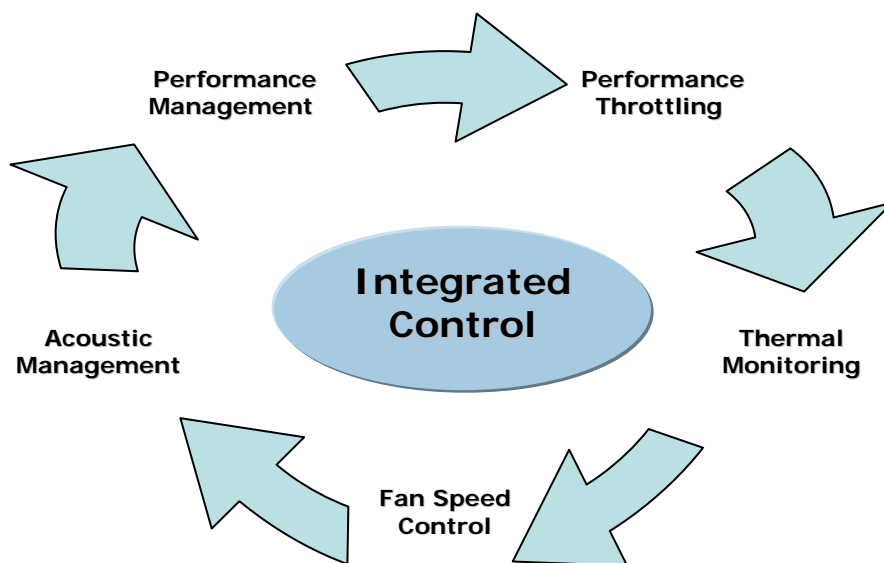 Performance
Management
Performance
Throttling
Integrated
Control
Acoustic
Management
Thermal
Monitoring
Fan Speed
Control